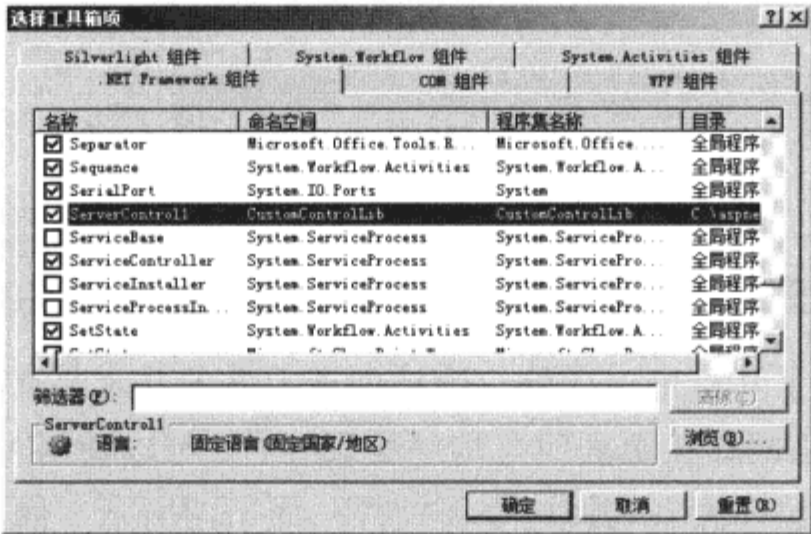 选择工具箱项
Silverlight 组件 System.Workflow 组件 System.Activities 组件
.NET Framework 组件 COM 组件 WPF 组件
名称 命名空间 程序集名称 目录
Separator Microsoft.Office.Tools.R... Microsoft.Office.... 全局程序
Sequence System.Workflow.Activities System.Workflow.A... 全局程序
SerialPort System.IO.Ports System 全局程序
ServerControl1 CustomControlLib CustomControlLib C:\aspne
ServiceBase System.ServiceProcess System.ServicePro... 全局程序
ServiceController System.ServiceProcess System.ServicePro... 全局程序
ServiceInstaller System.ServiceProcess System.ServicePro... 全局程序
ServiceProcessIn... System.ServiceProcess System.ServicePro... 全局程序
SetState System.Workflow.Activities System.Workflow.A... 全局程序
筛选器(F): 清除(C)
ServerControl1
语言: 固定语言(固定国家/地区) 浏览(B)...
确定 取消 重置(R)